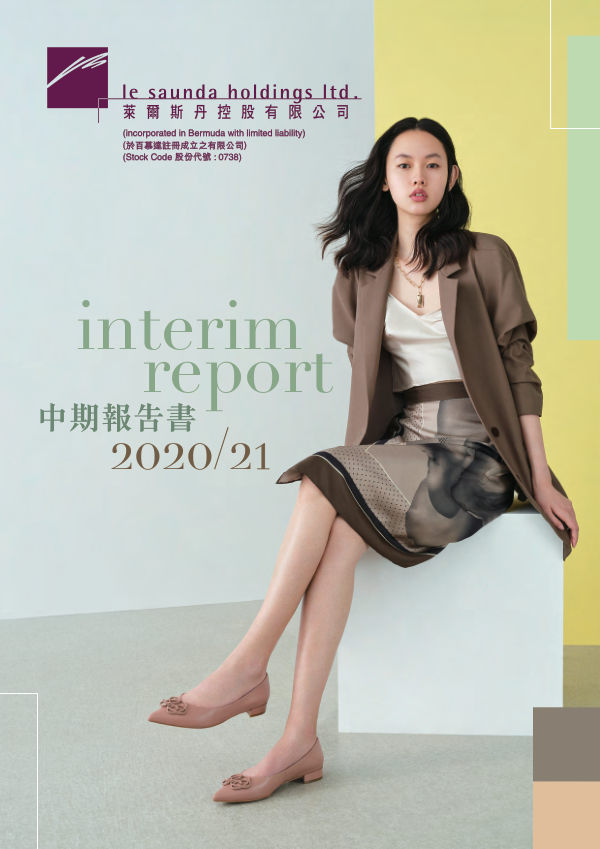 le saunda holdings ltd.
萊爾斯丹控股有限公司
(incorporated in Bermuda with limited liability)
(於百慕達註冊成立之有限公司)
(Stock Code 股份代號 : 0738)
interim
report
中期報告書
2020/21